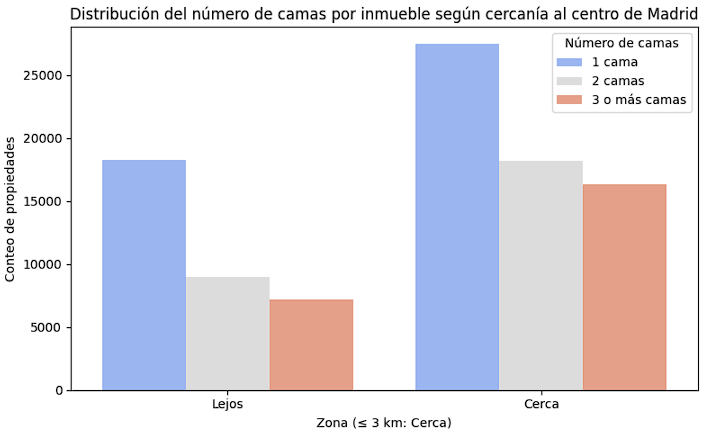 Distribución del número de camas por inmueble según cercanía al centro de Madrid
Número de camas
1 cama
2 camas
3 o más camas
Conteo de propiedades
25000
20000
15000
10000
5000
0
Lejos
Cerca
Zona (≤ 3 km: Cerca)